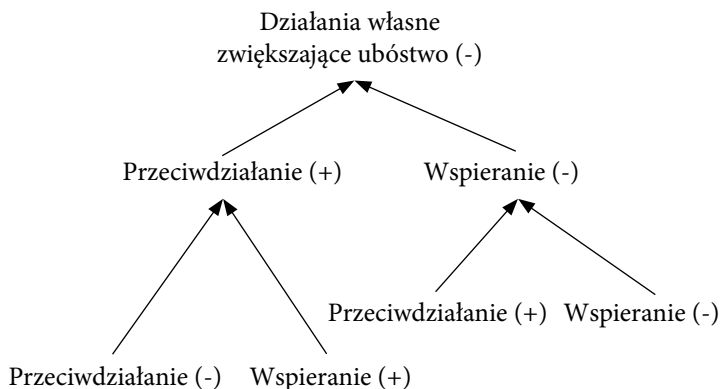 Działania własne
zwiększające ubóstwo (-)
Przeciwdziałanie (+)
Wspieranie (-)
Przeciwdziałanie (+)
Wspieranie (-)
Przeciwdziałanie (-)
Wspieranie (+)